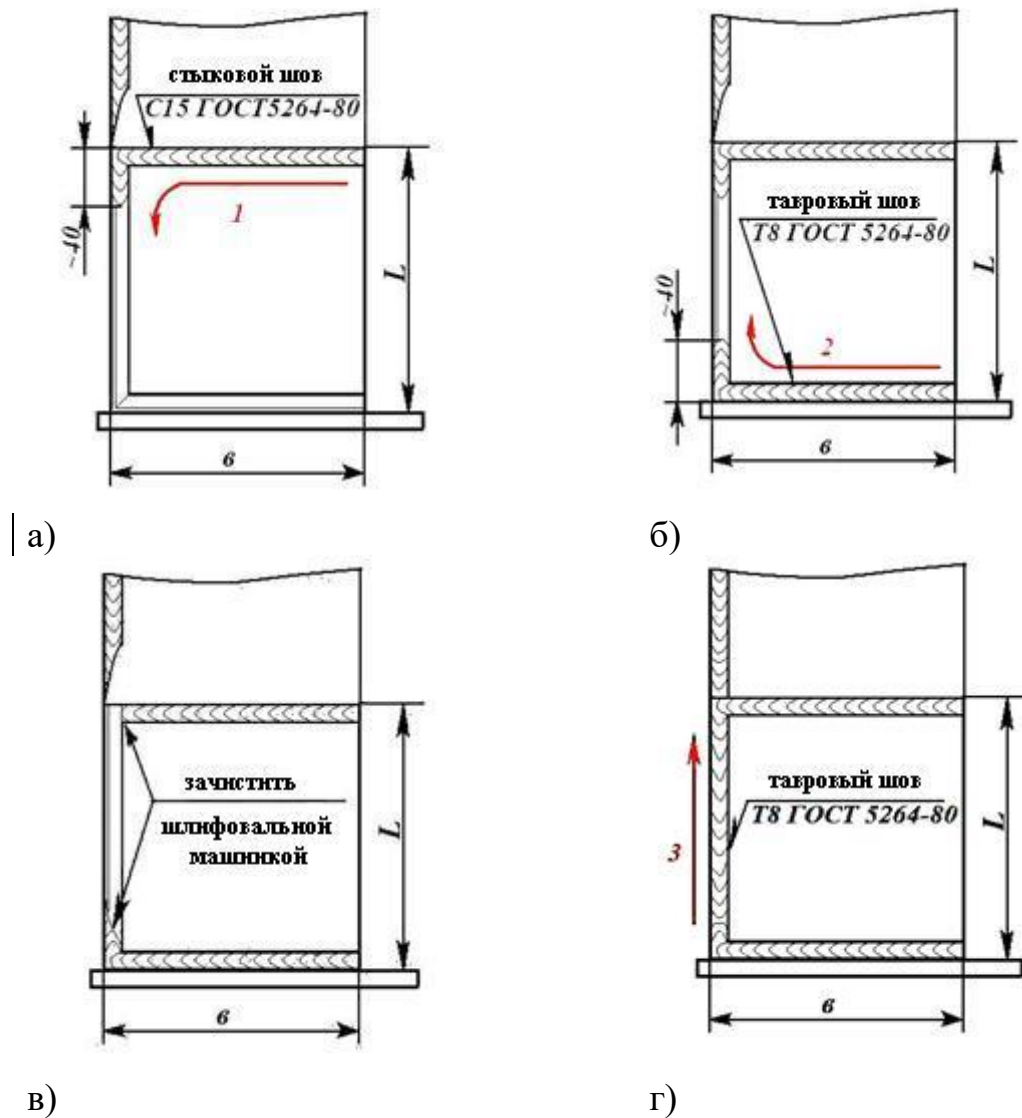 стыковой шов
С15 ГОСТ5264-80
~40
1
L
в
а)
тавровый шов
Т8 ГОСТ 5264-80
~40
2
L
в
б)
зачистить
шлифовальной
машинкой
L
в
в)
тавровый шов
Т8 ГОСТ 5264-80
3
L
в
г)